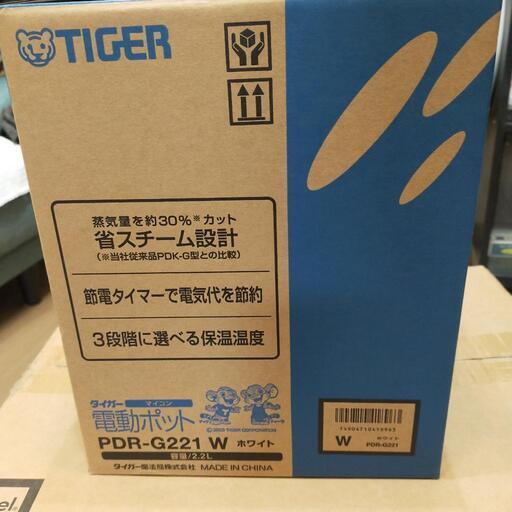 TIGER
蒸気量を約30%※カット
省スチーム設計
(※当社従来品PDK-G型との比較)
節電タイマーで電気代を節約
3段階に選べる保温温度
タイガー マイコン
電動ポット
PDR-G221 W ホワイト
容量/2.2L
タイガー魔法瓶株式会社 MADE IN CHINA
W ホワイト
PDR-G221